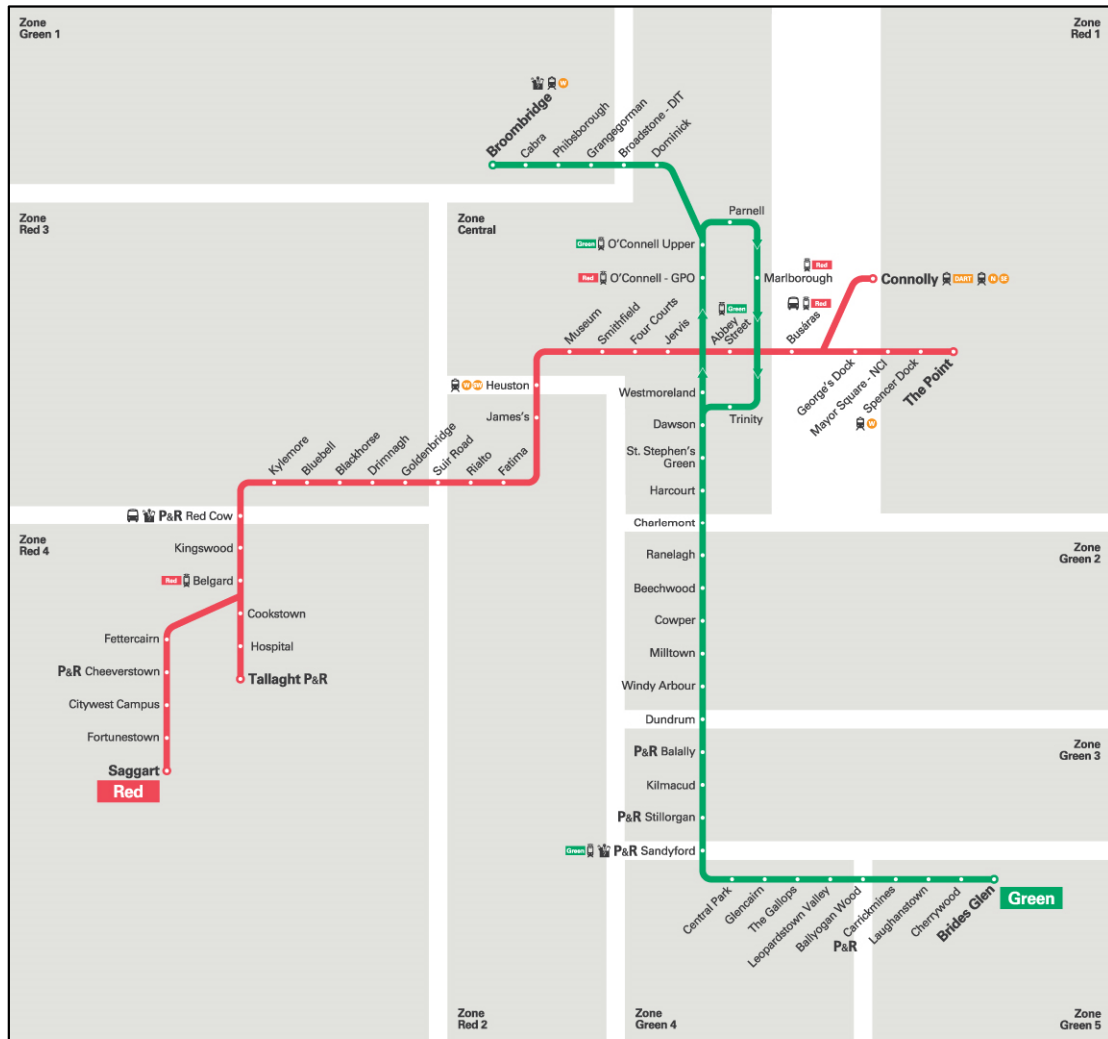 Zone
Green 1
Zone
Red 1
W
Broombridge
Cabra
Phibsborough
Grangegorman
Broadstone - DIT
Dominick
Zone
Red 3
Zone
Central
Parnell
Green O'Connell Upper
Red O'Connell - GPO
Red
Marlborough
Connolly DART N SE
Green
Red
Museum
Smithfield
Four Courts
Jervis
Abbey
Street
Busáras
George's Dock
Mayor Square - NCI
Spencer Dock
The Point
W
W SW Heuston
James's
Westmoreland
Trinity
Dawson
St. Stephen's
Green
Harcourt
Charlemont
Kylemore
Bluebell
Blackhorse
Drimnagh
Goldenbridge
Suir Road
Rialto
Fatima
P&R Red Cow
Zone
Red 4
Kingswood
Red Belgard
Cookstown
Hospital
Tallaght P&R
Fettercairn
P&R Cheeverstown
Citywest Campus
Fortunestown
Saggart
Red
Zone
Green 2
Ranelagh
Beechwood
Cowper
Milltown
Windy Arbour
Dundrum
Zone
Green 3
P&R Balally
Kilmacud
P&R Stillorgan
Green P&R Sandyford
Central Park
Glencairn
The Gallops
Leopardstown Valley
Ballyogan Wood
Carrickmines
P&R
Laughanstown
Cherrywood
Brides Glen
Green
Zone
Red 2
Zone
Green 4
Zone
Green 5